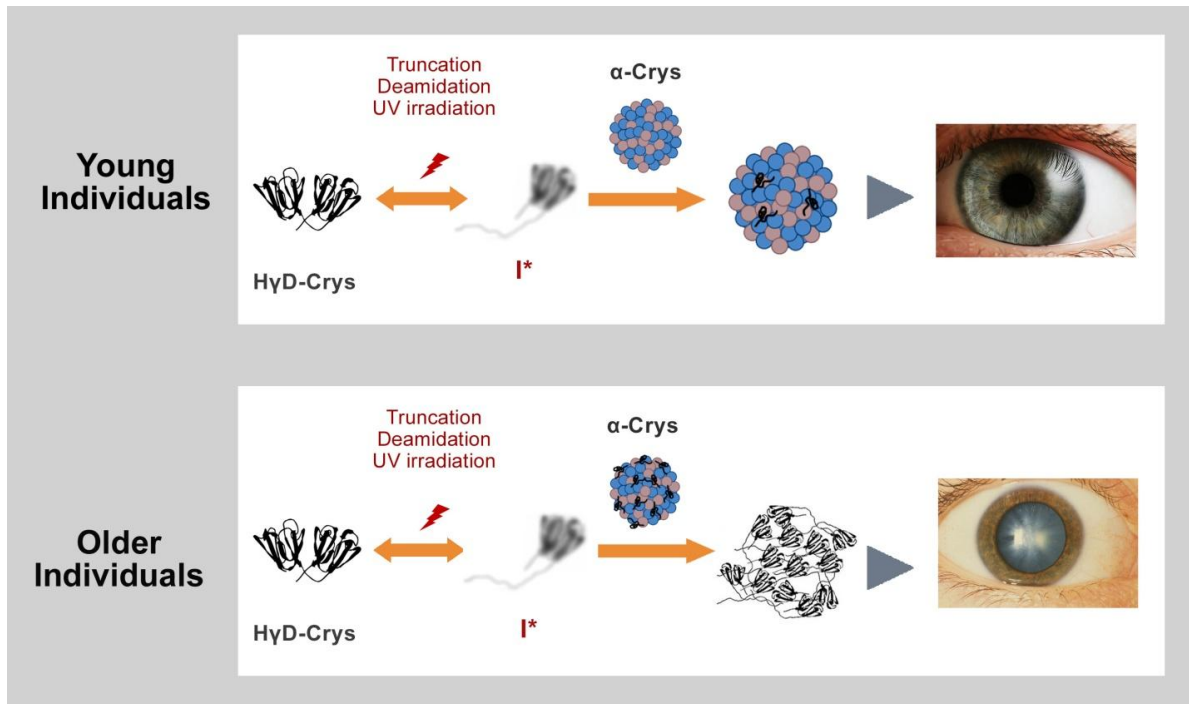 Young
Individuals
Truncation
Deamidation
UV irradiation
α-Crys
HγD-Crys
I*
Older
Individuals
Truncation
Deamidation
UV irradiation
α-Crys
HγD-Crys
I*